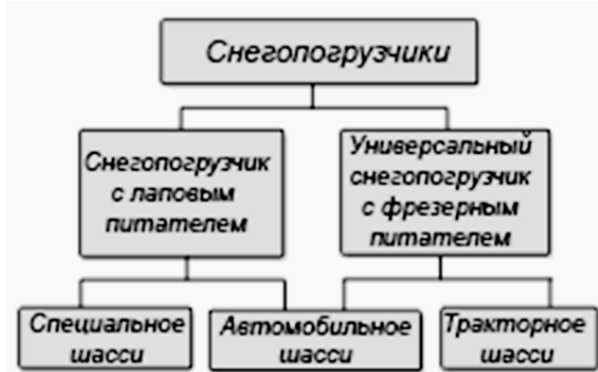 Снегопогрузчики
Снегопогрузчик
с лаповым
питателем
Универсальный
снегопогрузчик
с фрезерным
питателем
Специальное
шасси
Автомобильное
шасси
Тракторное
шасси